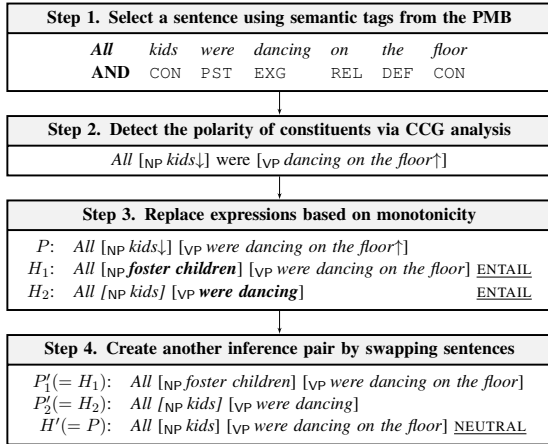 Step 1. Select a sentence using semantic tags from the PMB
All kids were dancing on the floor
AND CON PST EXG REL DEF CON
Step 2. Detect the polarity of constituents via CCG analysis
All [NP kids↓] were [VP dancing on the floor↑]
Step 3. Replace expressions based on monotonicity
P: All [NP kids↓] [VP were dancing on the floor↑]
H1: All [NP foster children] [VP were dancing on the floor] ENTAIL
H2: All [NP kids] [VP were dancing] ENTAIL
Step 4. Create another inference pair by swapping sentences
P′1(= H1): All [NP foster children] [VP were dancing on the floor]
P′2(= H2): All [NP kids] [VP were dancing]
H′(= P): All [NP kids] [VP were dancing on the floor] NEUTRAL